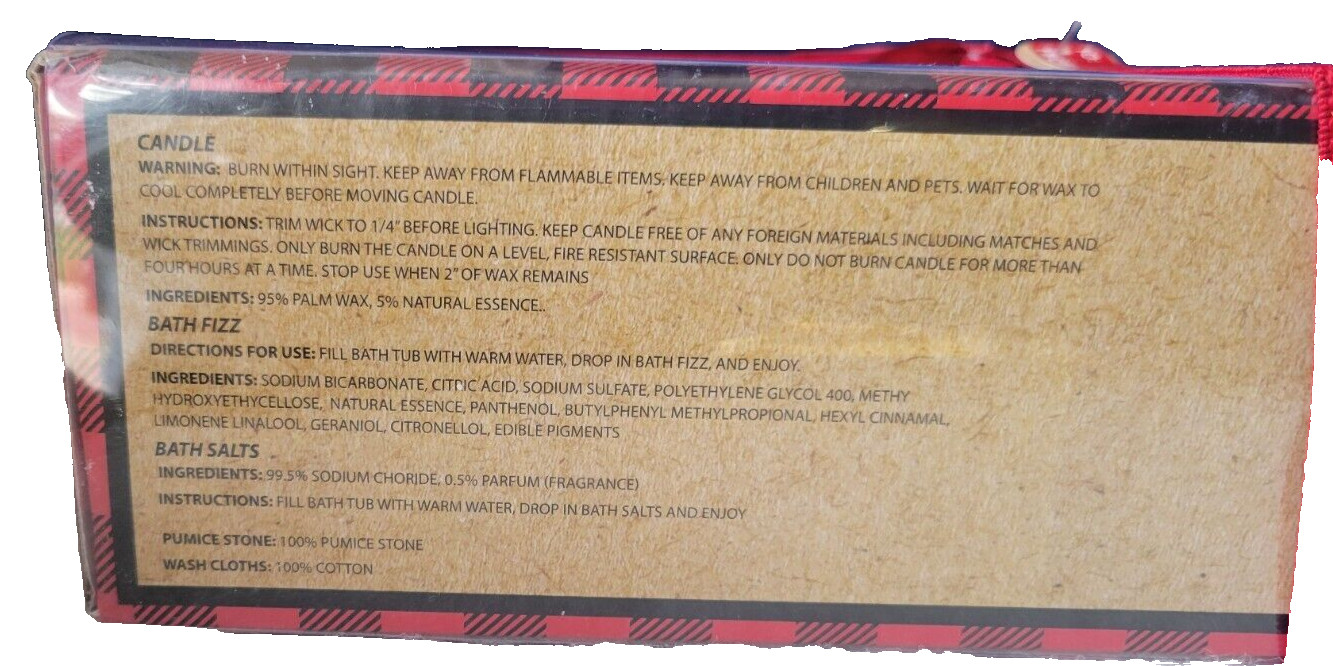 CANDLE
WARNING: BURN WITHIN SIGHT. KEEP AWAY FROM FLAMMABLE ITEMS. KEEP AWAY FROM CHILDREN AND PETS. WAIT FOR WAX TO
COOL COMPLETELY BEFORE MOVING CANDLE.
INSTRUCTIONS: TRIM WICK TO 1/4" BEFORE LIGHTING. KEEP CANDLE FREE OF ANY FOREIGN MATERIALS INCLUDING MATCHES AND
WICK TRIMMINGS. ONLY BURN THE CANDLE ON A LEVEL, FIRE RESISTANT SURFACE. ONLY DO NOT BURN CANDLE FOR MORE THAN
FOUR HOURS AT A TIME. STOP USE WHEN 2" OF WAX REMAINS
INGREDIENTS: 95% PALM WAX, 5% NATURAL ESSENCE..
BATH FIZZ
DIRECTIONS FOR USE: FILL BATH TUB WITH WARM WATER, DROP IN BATH FIZZ, AND ENJOY.
INGREDIENTS: SODIUM BICARBONATE, CITRIC ACID, SODIUM SULFATE, POLYETHYLENE GLYCOL 400, METHY
HYDROXYETHYCELLOSE, NATURAL ESSENCE, PANTHENOL, BUTYLPHENYL METHYLPROPIONAL, HEXYL CINNAMAL,
LIMONENE LINALOOL, GERANIOL, CITRONELLOL, EDIBLE PIGMENTS
BATH SALTS
INGREDIENTS: 99.5% SODIUM CHORIDE, 0.5% PARFUM (FRAGRANCE)
INSTRUCTIONS: FILL BATH TUB WITH WARM WATER, DROP IN BATH SALTS AND ENJOY
PUMICE STONE: 100% PUMICE STONE
WASH CLOTHS: 100% COTTON